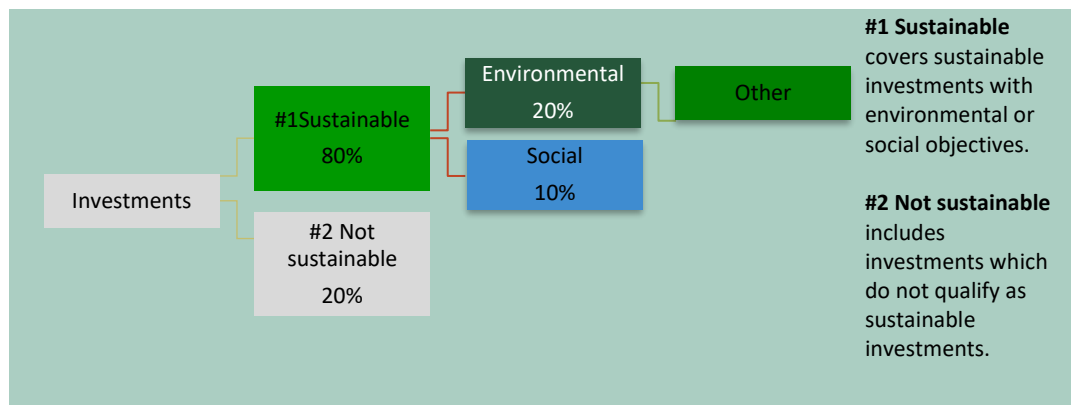 Investments
#1Sustainable
80%
#2 Not
sustainable
20%
Environmental
20%
Social
10%
Other
#1 Sustainable
covers sustainable
investments with
environmental or
social objectives.
#2 Not sustainable
includes
investments which
do not qualify as
sustainable
investments.